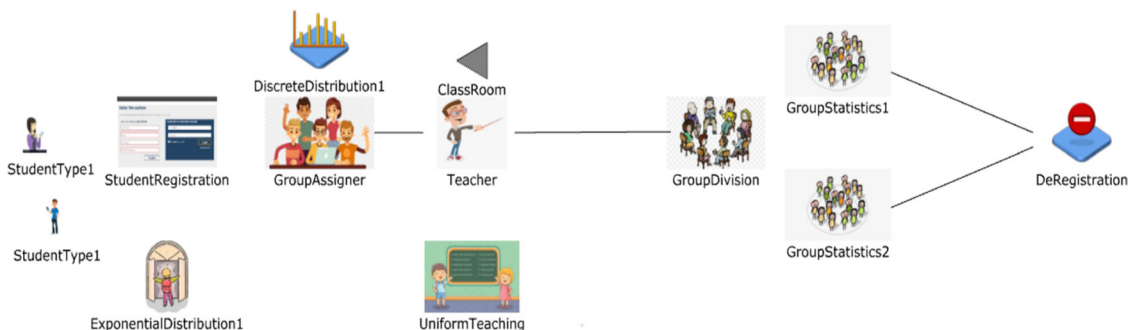 DiscreteDistribution1
ClassRoom
GroupStatistics1
StudentType1
StudentRegistration
GroupAssigner
Teacher
GroupDivision
DeRegistration
StudentType1
GroupStatistics2
ExponentialDistribution1
UniformTeaching